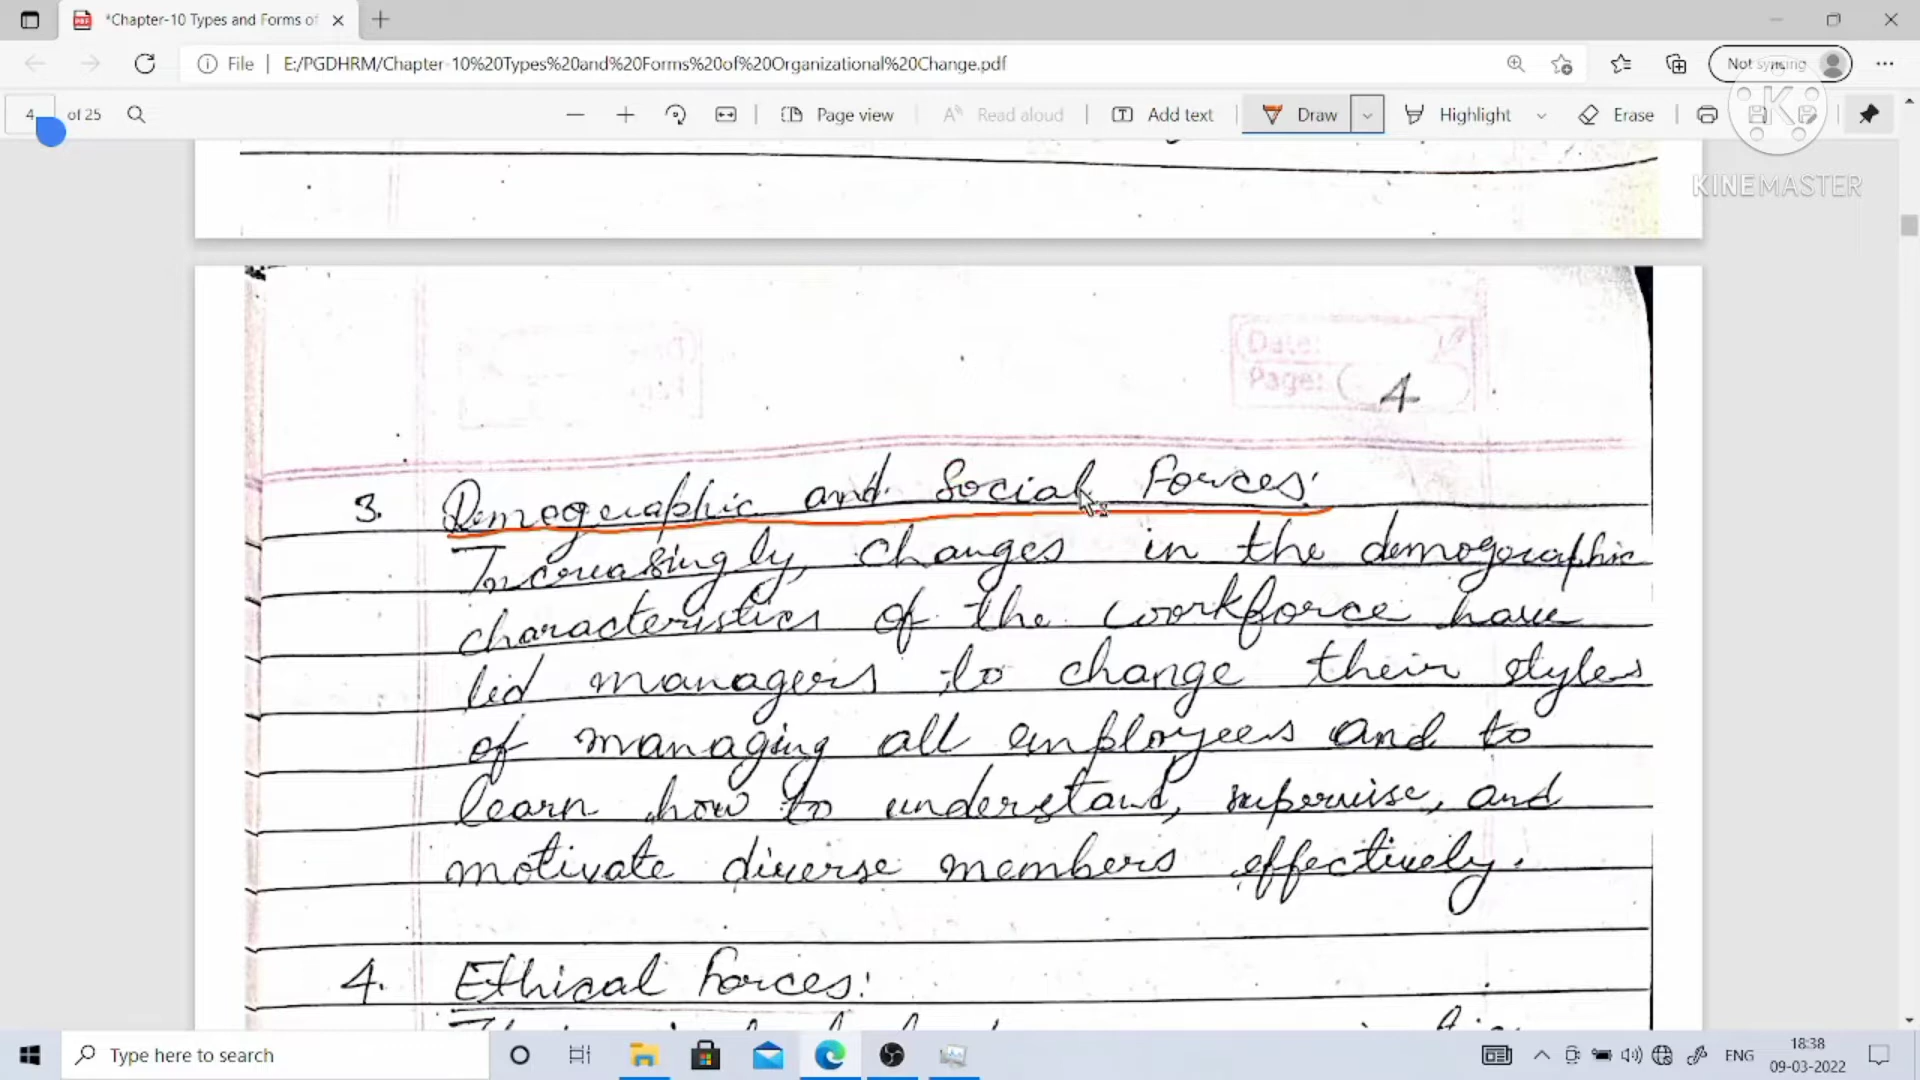 *Chapter-10 Types and Forms of
File
E:/PGDHRM/Chapter-10%20Types%20and%20Forms%20of%20Organizational%20Change.pdf
Not syncing
4 of 25
Page view
Read aloud
Add text
Draw
Highlight
Erase
KINEMASTER
Date:
Page: 4
3. Demographic and Social Forces:
Increasingly, changes in the demographic
characteristics of the workforce have
led managers to change their styles
of managing all employees and to
learn how to understand, supervise, and
motivate diverse members effectively.
4. Ethical Forces:
Type here to search
ENG
18:38
09-03-2022